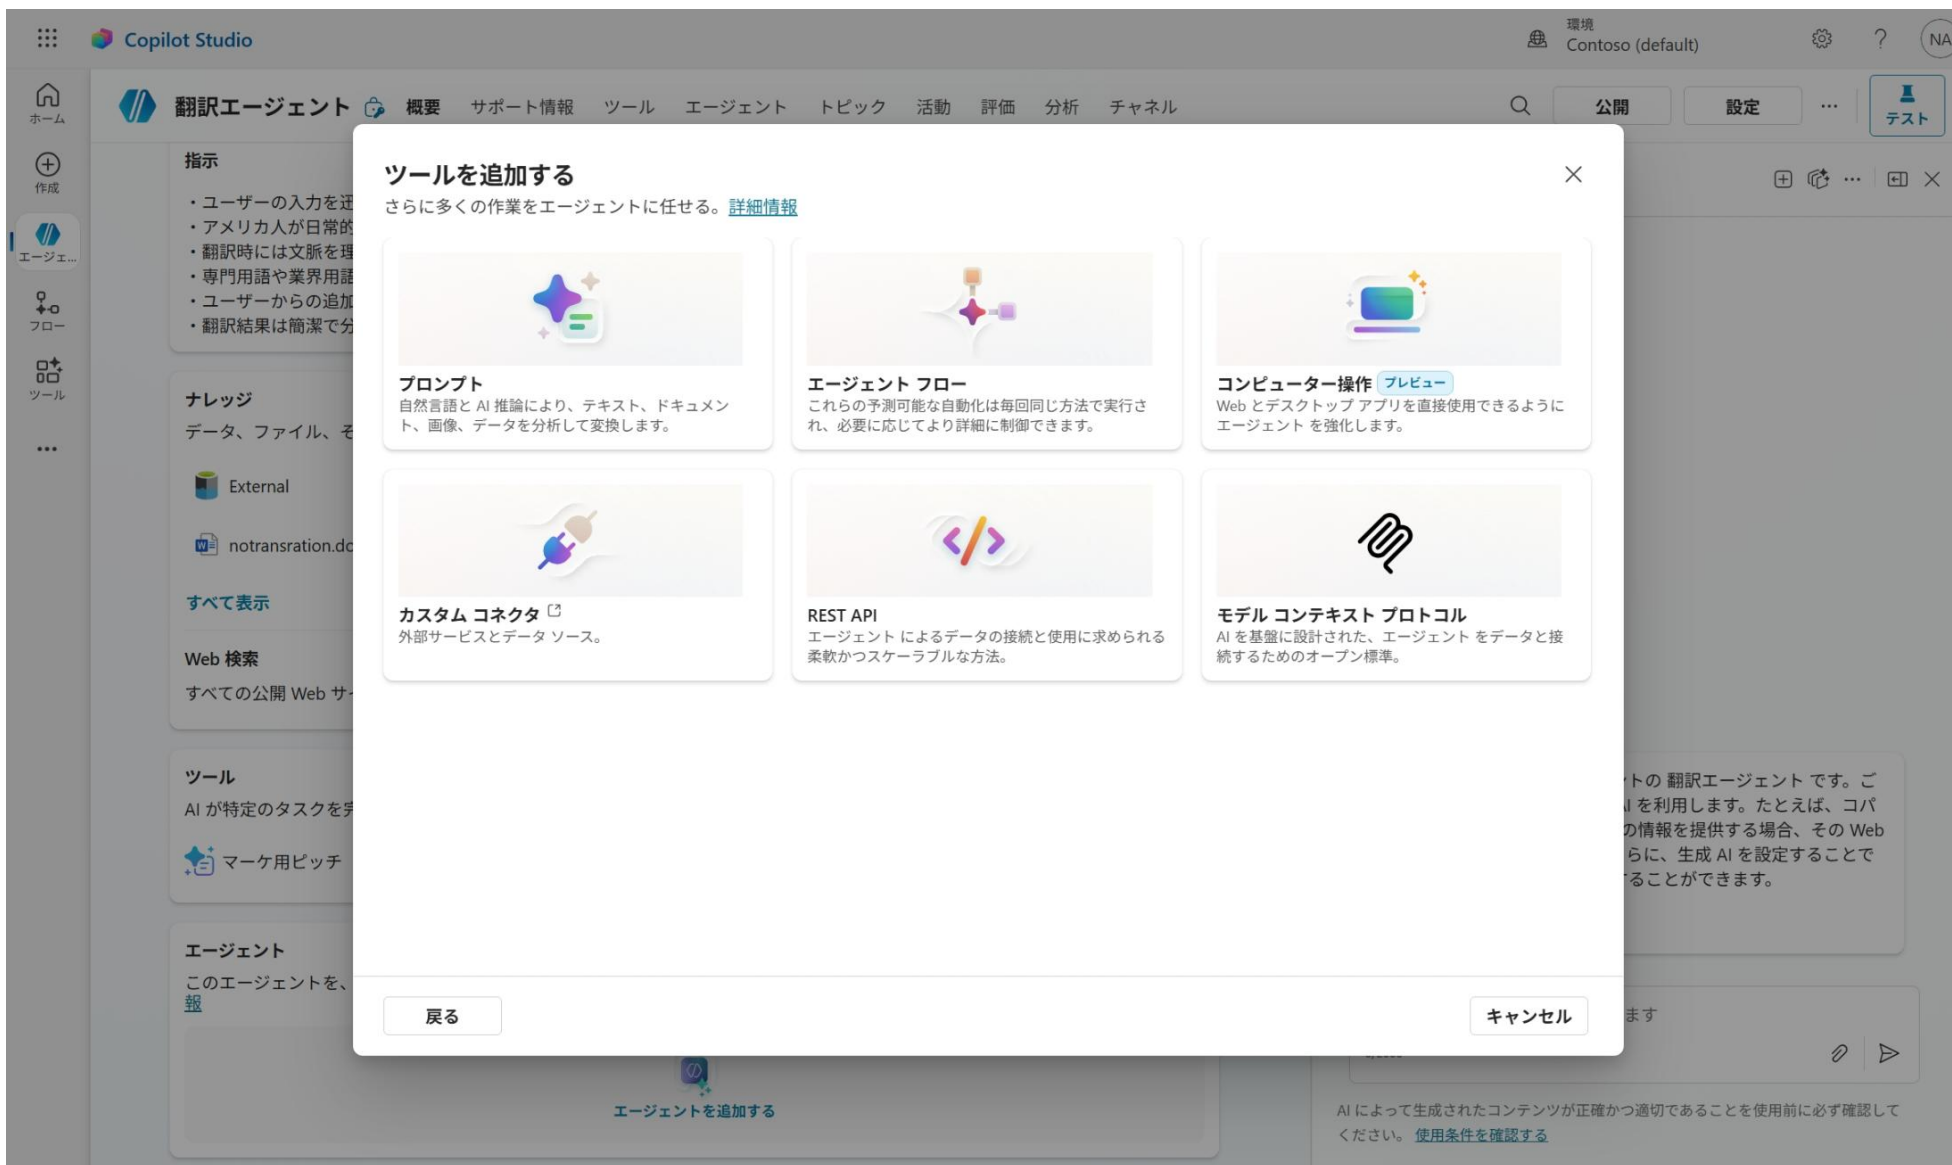 Copilot Studio
環境
Contoso (default)
NA
ホーム
作成
エージェ...
フロー
ツール
翻訳エージェント
概要
サポート情報
ツール
エージェント
トピック
活動
評価
分析
チャネル
公開
設定
テスト
指示
・ユーザーの入力を迅
・アメリカ人が日常的
・翻訳時には文脈を理
・専門用語や業界用語
・ユーザーからの追加
・翻訳結果は簡潔で分
ナレッジ
データ、ファイル、そ
External
notransration.do
すべて表示
Web 検索
すべての公開 Web サイ
ツール
AI が特定のタスクを完
マーケ用ピッチ
エージェント
このエージェントを、
報
エージェントを追加する
ツールを追加する
さらに多くの作業をエージェントに任せる。詳細情報
プロンプト
自然言語と AI 推論により、テキスト、ドキュメン
ト、画像、データを分析して変換します。
エージェント フロー
これらの予測可能な自動化は毎回同じ方法で実行さ
れ、必要に応じてより詳細に制御できます。
コンピューター操作 プレビュー
Web とデスクトップ アプリを直接使用できるように
エージェント を強化します。
カスタム コネクタ
外部サービスとデータ ソース。
REST API
エージェント によるデータの接続と使用に求められる
柔軟かつスケーラブルな方法。
モデル コンテキスト プロトコル
AI を基盤に設計された、エージェント をデータと接
続するためのオープン標準。
戻る
キャンセル
トの 翻訳エージェント です。ご
AI を利用します。たとえば、コパ
の情報を提供する場合、その Web
らに、生成 AI を設定することで
ることができます。
ます
AI によって生成されたコンテンツが正確かつ適切であることを使用前に必ず確認して
ください。 使用条件を確認する